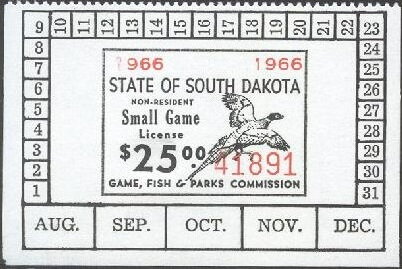 9 10 11 12 13 14 15 16 17 18 19 20 21 22 23
8 24
7 1966 1966 25
6 STATE OF SOUTH DAKOTA 26
5 NON-RESIDENT 27
4 Small Game 28
3 License 29
2 $25.00 41891 30
1 GAME, FISH & PARKS COMMISSION 31
AUG. SEP. OCT. NOV. DEC.